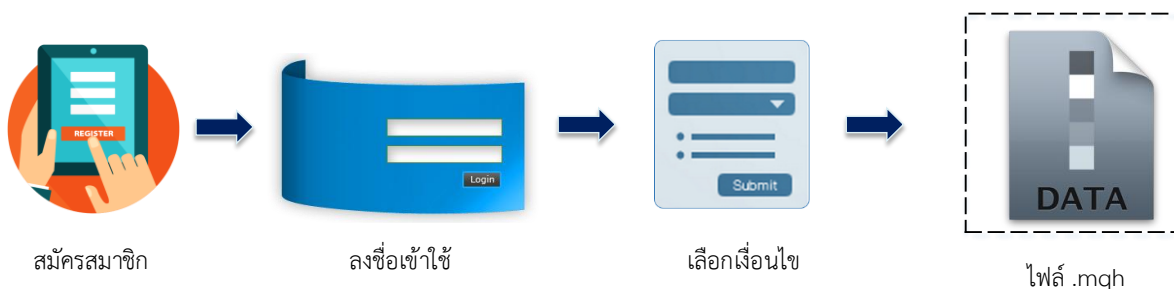 REGISTER
Login
Submit
DATA
สมัครสมาชิก
ลงชื่อเข้าใช้
เลือกเงื่อนไข
ไฟล์ .mqh